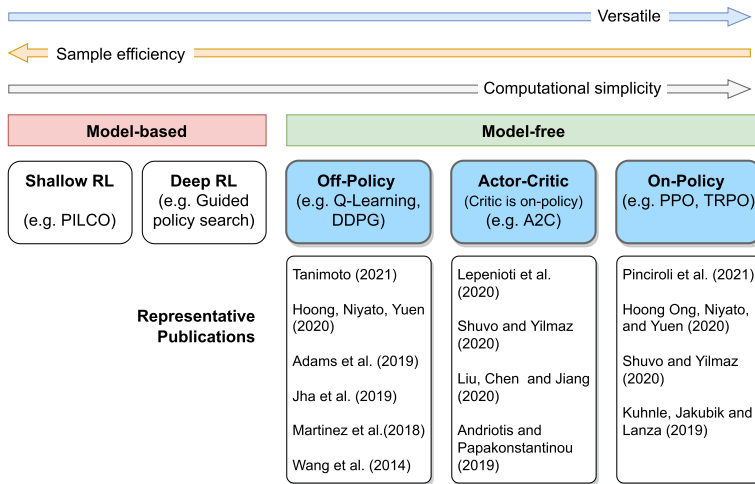 Versatile
Sample efficiency
Computational simplicity
Model-based
Model-free
Shallow RL
(e.g. PILCO)
Deep RL
(e.g. Guided
policy search)
Off-Policy
(e.g. Q-Learning,
DDPG)
Actor-Critic
(Critic is on-policy)
(e.g. A2C)
On-Policy
(e.g. PPO, TRPO)
Representative
Publications
Tanimoto (2021)
Hoong, Niyato, Yuen
(2020)
Adams et al. (2019)
Jha et al. (2019)
Martinez et al.(2018)
Wang et al. (2014)
Lepenioti et al.
(2020)
Shuvo and Yilmaz
(2020)
Liu, Chen and Jiang
(2020)
Andriotis and
Papakonstantinou
(2019)
Pinciroli et al. (2021)
Hoong Ong, Niyato,
and Yuen (2020)
Shuvo and Yilmaz
(2020)
Kuhnle, Jakubik and
Lanza (2019)